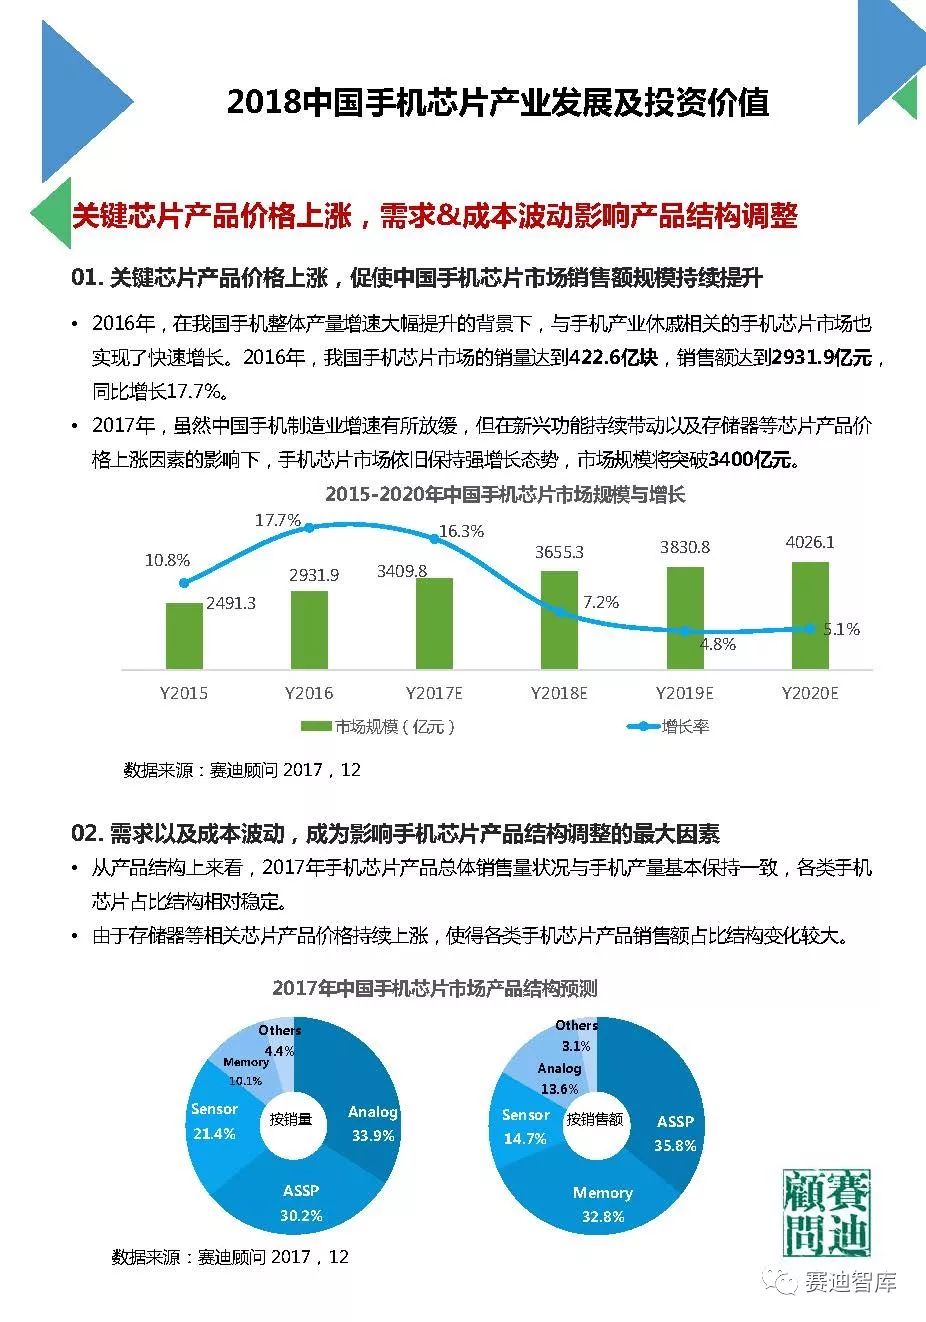 2018中国手机芯片产业发展及投资价值
关键芯片产品价格上涨，需求&成本波动影响产品结构调整
01. 关键芯片产品价格上涨，促使中国手机芯片市场销售额规模持续提升
• 2016年，在我国手机整体产量增速大幅提升的背景下，与手机产业休戚相关的手机芯片市场也
实现了快速增长。2016年，我国手机芯片市场的销量达到422.6亿块，销售额达到2931.9亿元，
同比增长17.7%。
• 2017年，虽然中国手机制造业增速有所放缓，但在新兴功能持续带动以及存储器等芯片产品价
格上涨因素的影响下，手机芯片市场依旧保持强增长态势，市场规模将突破3400亿元。
2015-2020年中国手机芯片市场规模与增长
10.8% 17.7% 16.3% 7.2% 4.8% 5.1%
2491.3 2931.9 3409.8 3655.3 3830.8 4026.1
Y2015 Y2016 Y2017E Y2018E Y2019E Y2020E
市场规模（亿元） 增长率
数据来源：赛迪顾问 2017，12
02. 需求以及成本波动，成为影响手机芯片产品结构调整的最大因素
• 从产品结构上来看，2017年手机芯片产品总体销售量状况与手机产量基本保持一致，各类手机
芯片占比结构相对稳定。
• 由于存储器等相关芯片产品价格持续上涨，使得各类手机芯片产品销售额占比结构变化较大。
2017年中国手机芯片市场产品结构预测
Others
4.4%
Memory
10.1%
Sensor
21.4%
按销量
Analog
33.9%
ASSP
30.2%
Others
3.1%
Analog
13.6%
Sensor
14.7%
按销售额
ASSP
35.8%
Memory
32.8%
数据来源：赛迪顾问 2017，12
賽迪
顧問
赛迪智库